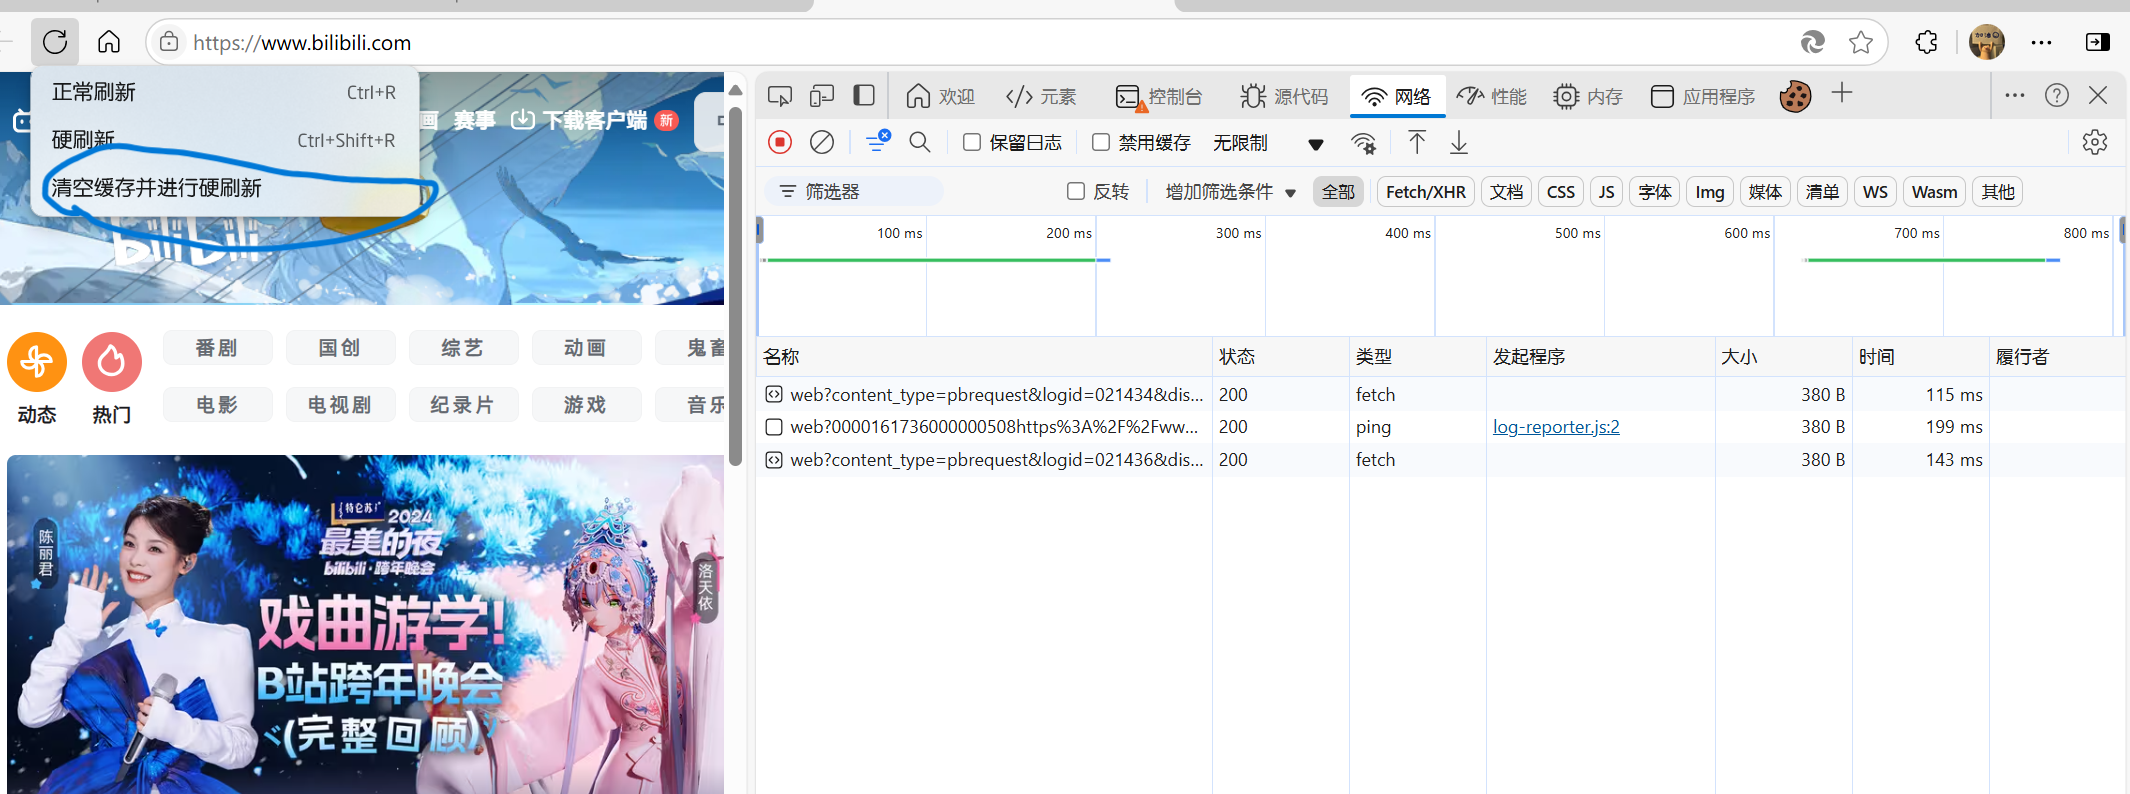 https://www.bilibili.com
正常刷新 Ctrl+R
硬刷新 Ctrl+Shift+R
清空缓存并进行硬刷新
画 赛事 下载客户端 新
bilibili
动态
热门
番剧 国创 综艺 动画 鬼畜
电影 电视剧 纪录片 游戏 音乐
特仑苏
2024
最美的夜
bilibili·跨年晚会
陈丽君
洛天依
戏曲游学!
B站跨年晚会
(完整回顾)
欢迎 元素 控制台 源代码 网络 性能 内存 应用程序
保留日志 禁用缓存 无限制
筛选器 反转 增加筛选条件 全部 Fetch/XHR 文档 CSS JS 字体 Img 媒体 清单 WS Wasm 其他
100 ms 200 ms 300 ms 400 ms 500 ms 600 ms 700 ms 800 ms
名称 状态 类型 发起程序 大小 时间 履行者
web?content_type=pbrequest&logid=021434&dis... 200 fetch 380 B 115 ms
web?0000161736000000508https%3A%2F%2Fww... 200 ping log-reporter.js:2 380 B 199 ms
web?content_type=pbrequest&logid=021436&dis... 200 fetch 380 B 143 ms